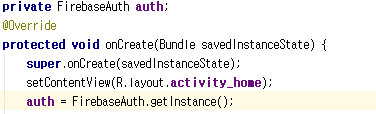 private FirebaseAuth auth;
@Override
protected void onCreate(Bundle savedInstanceState) {
super.onCreate(savedInstanceState);
setContentView(R.layout.activity_home);
auth = FirebaseAuth.getInstance();